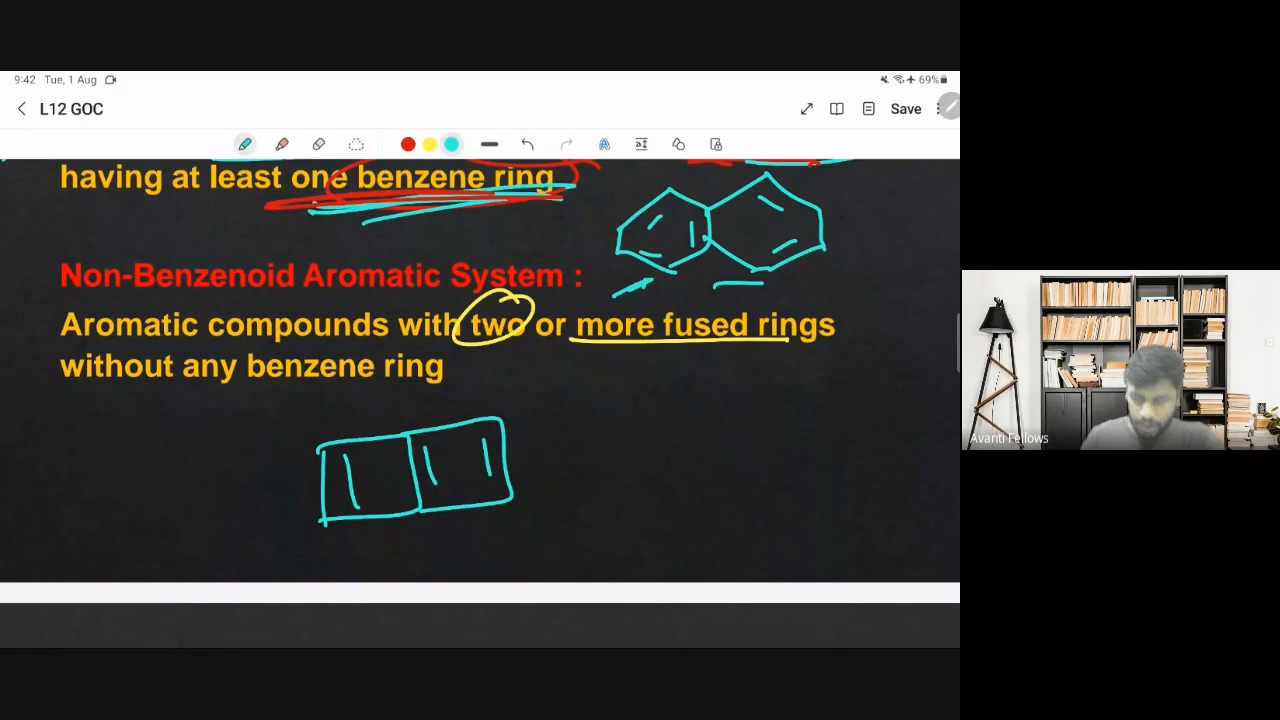 9:42 Tue, 1 Aug
69%
L12 GOC
Save
having at least one benzene ring
Non-Benzenoid Aromatic System :
Aromatic compounds with two or more fused rings
without any benzene ring
Avanti Fellows